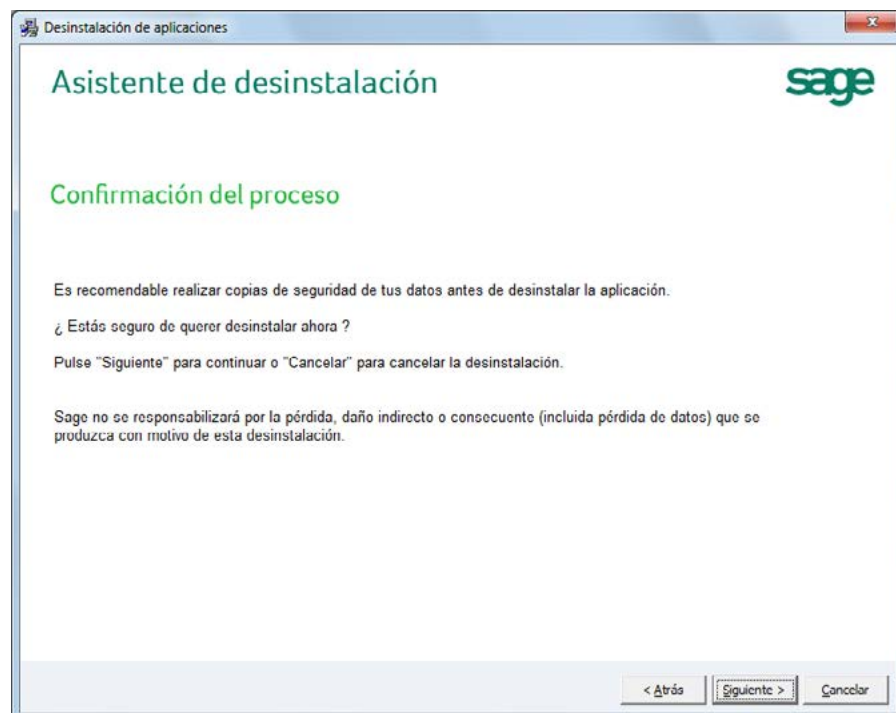 Desinstalación de aplicaciones
Asistente de desinstalación
sage
Confirmación del proceso
Es recomendable realizar copias de seguridad de tus datos antes de desinstalar la aplicación.
¿ Estás seguro de querer desinstalar ahora ?
Pulse "Siguiente" para continuar o "Cancelar" para cancelar la desinstalación.
Sage no se responsabilizará por la pérdida, daño indirecto o consecuente (incluida pérdida de datos) que se
produzca con motivo de esta desinstalación.
< Atrás Siguiente > Cancelar